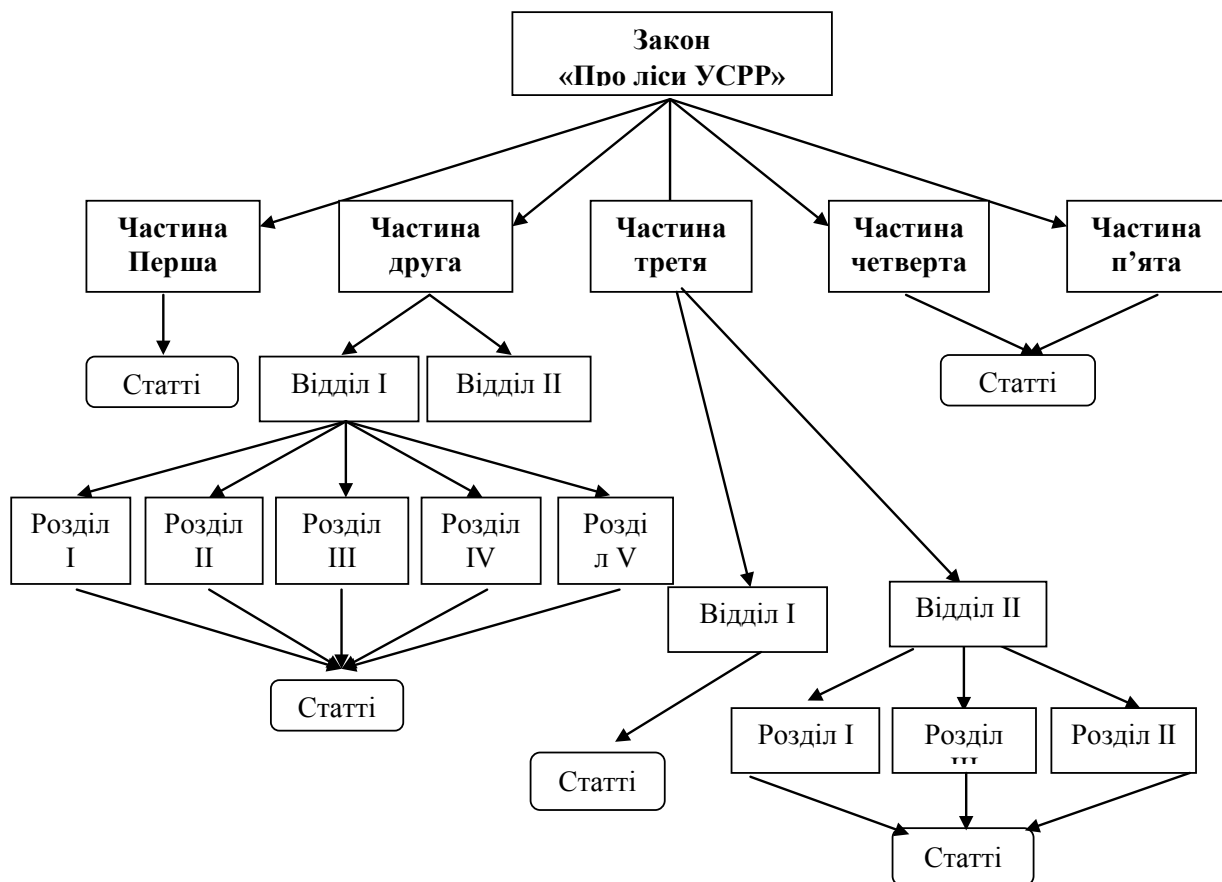 Закон
«Про ліси УСРР»
Частина
Перша
Частина
друга
Частина
третя
Частина
четверта
Частина
п’ята
Статті
Відділ I
Відділ II
Статті
Розділ
I
Розділ
II
Розділ
III
Розділ
IV
Розді
л V
Відділ I
Відділ II
Статті
Розділ I
Розділ
III
Розділ II
Статті
Статті